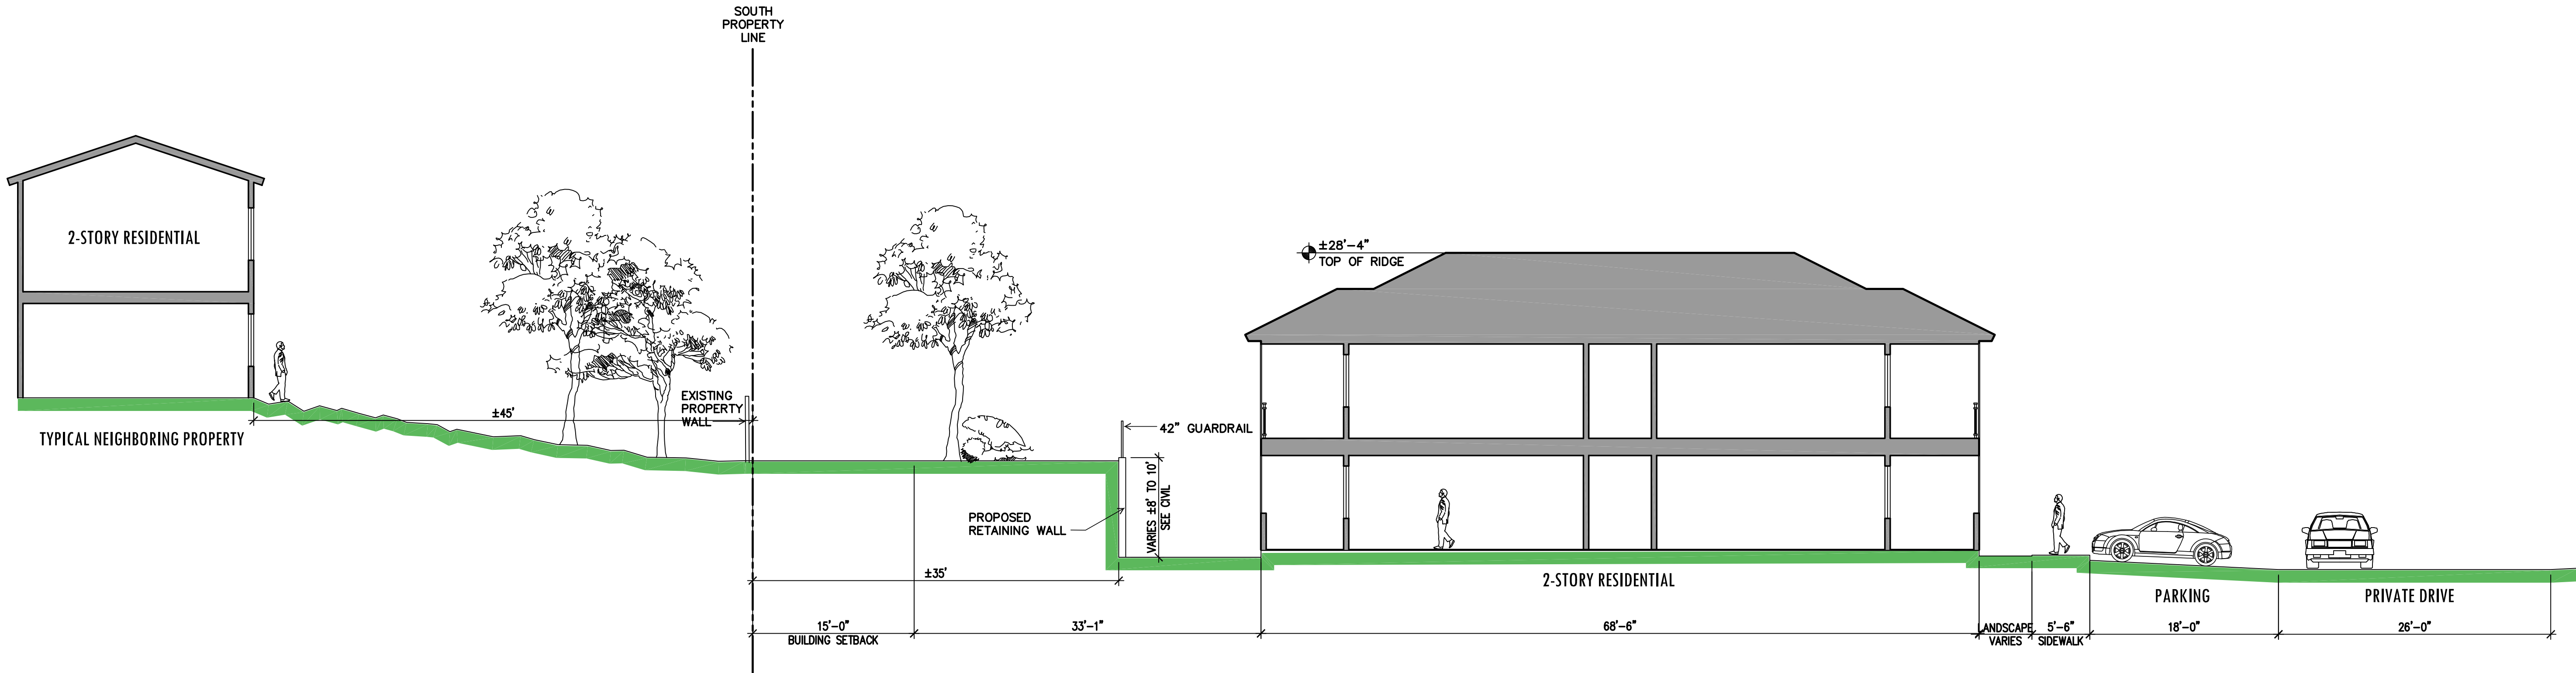 SOUTH
PROPERTY
LINE
2-STORY RESIDENTIAL
±28'-4"
TOP OF RIDGE
EXISTING
PROPERTY
WALL
±45'
TYPICAL NEIGHBORING PROPERTY
42" GUARDRAIL
VARIES ±8' TO 10'
SEE CIVIL
PROPOSED
RETAINING WALL
±35'
2-STORY RESIDENTIAL
PARKING
PRIVATE DRIVE
15'-0"
BUILDING SETBACK
33'-1"
68'-6"
LANDSCAPE
VARIES
5'-6"
SIDEWALK
18'-0"
26'-0"